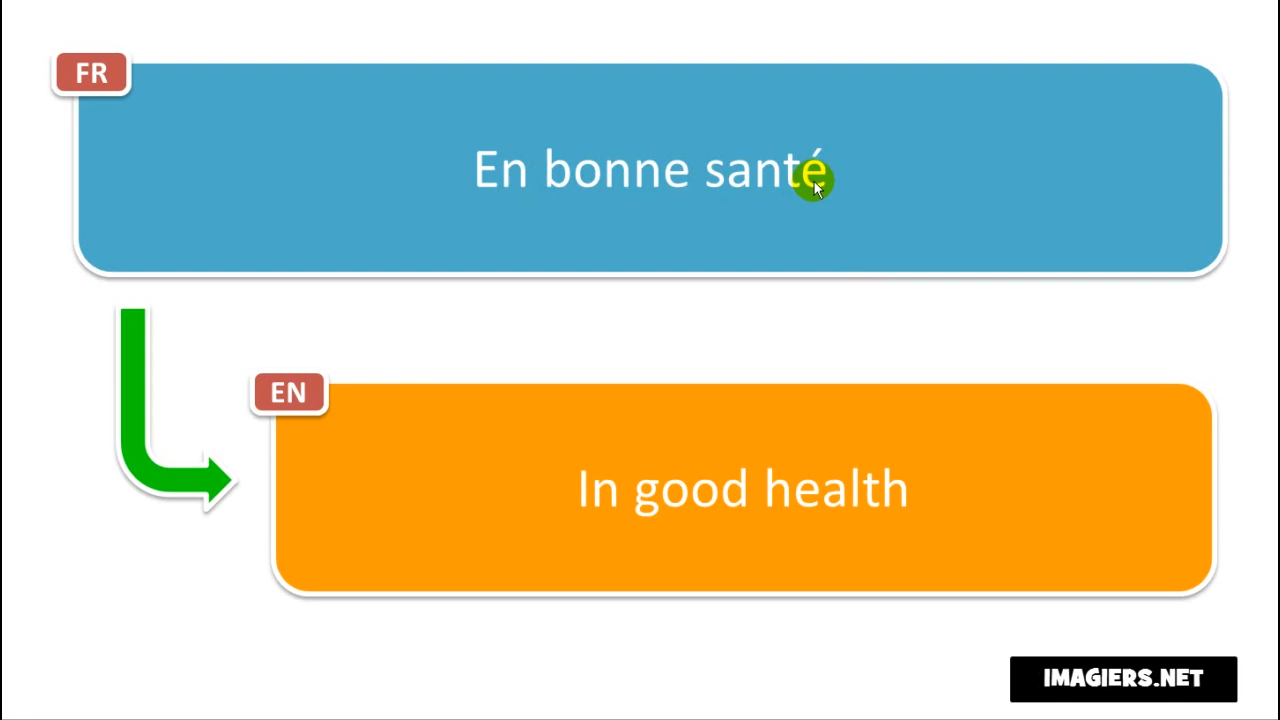 FR
En bonne santé
EN
In good health
IMAGIERS.NET